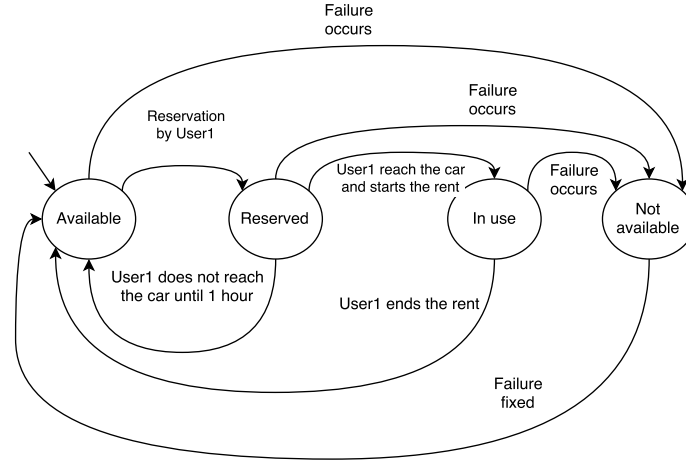 Failure
occurs
Failure
occurs
Reservation
by User1
User1 reach the car
and starts the rent
Failure
occurs
Available
Reserved
In use
Not
available
User1 does not reach
the car until 1 hour
User1 ends the rent
Failure
fixed